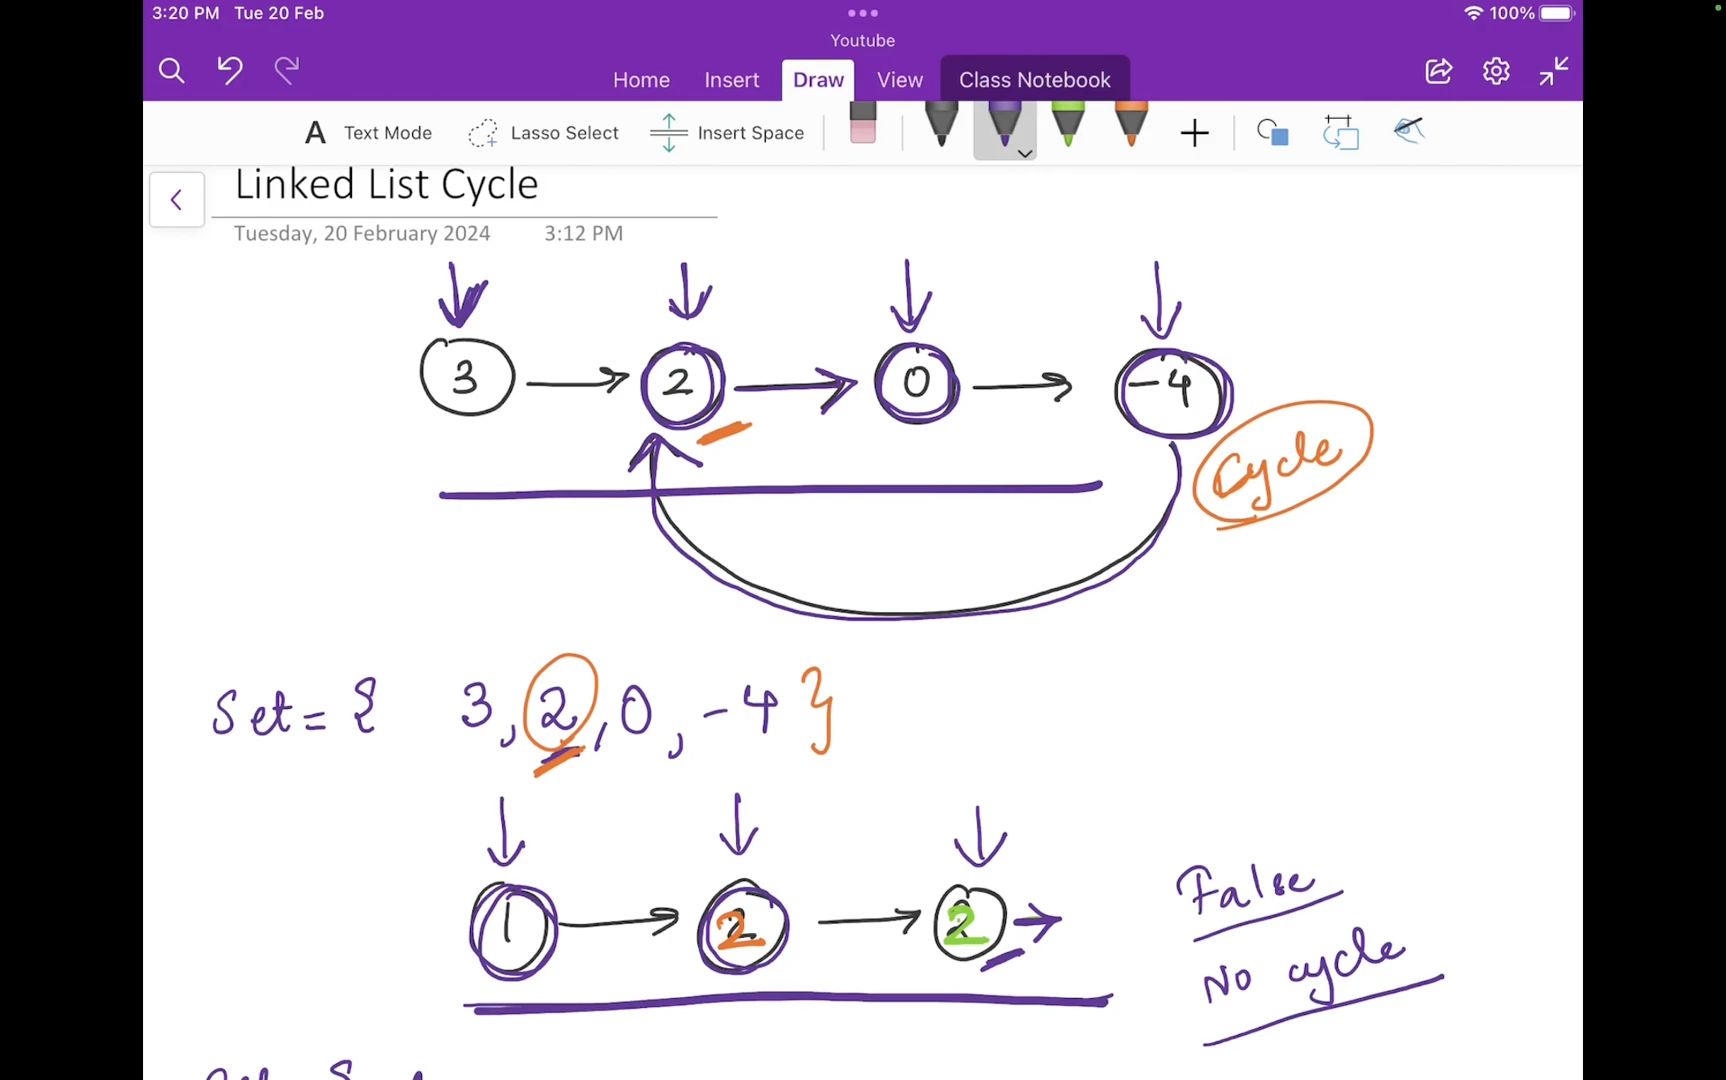 3:20 PM Tue 20 Feb
100%
Youtube
Home Insert Draw View Class Notebook
A Text Mode Lasso Select Insert Space
Linked List Cycle
Tuesday, 20 February 2024 3:12 PM
3 2 0 -4
Cycle
Set = { 3, 2, 0, -4 }
1 2 2
False
No cycle